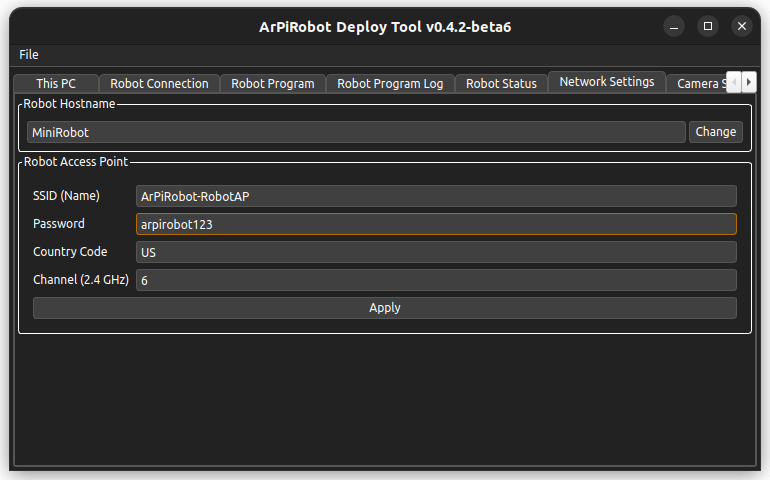 ArPiRobot Deploy Tool v0.4.2-beta6
File
This PC Robot Connection Robot Program Robot Program Log Robot Status Network Settings Camera
Robot Hostname
MiniRobot Change
Robot Access Point
SSID (Name) ArPiRobot-RobotAP
Password arpirobot123
Country Code US
Channel (2.4 GHz) 6
Apply